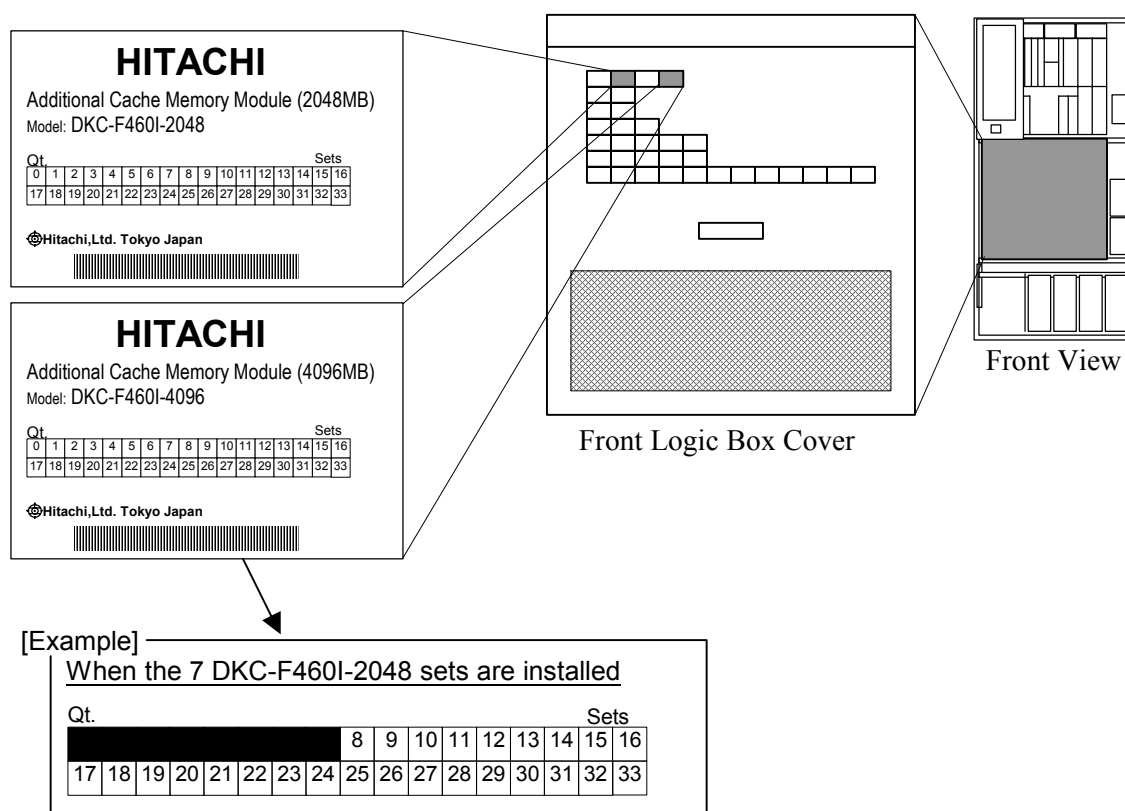 HITACHI
Additional Cache Memory Module (2048MB)
Model: DKC-F460I-2048
Qt. Sets
0 1 2 3 4 5 6 7 8 9 10 11 12 13 14 15 16
17 18 19 20 21 22 23 24 25 26 27 28 29 30 31 32 33
Hitachi,Ltd. Tokyo Japan
HITACHI
Additional Cache Memory Module (4096MB)
Model: DKC-F460I-4096
Qt. Sets
0 1 2 3 4 5 6 7 8 9 10 11 12 13 14 15 16
17 18 19 20 21 22 23 24 25 26 27 28 29 30 31 32 33
Hitachi,Ltd. Tokyo Japan
Front Logic Box Cover
Front View
[Example]
When the 7 DKC-F460I-2048 sets are installed
Qt. Sets
8 9 10 11 12 13 14 15 16
17 18 19 20 21 22 23 24 25 26 27 28 29 30 31 32 33